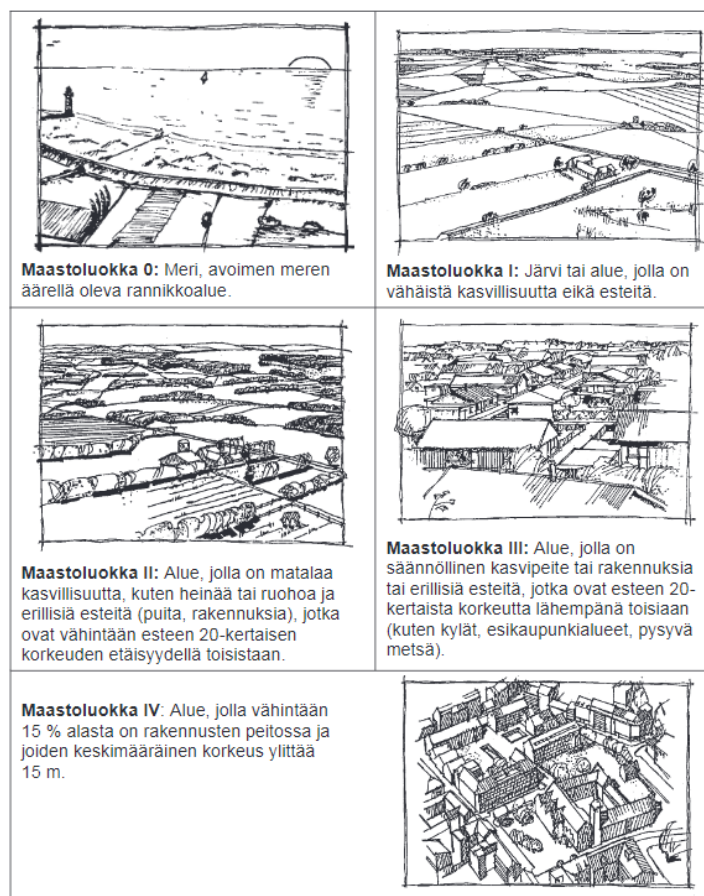 Maastoluokka 0: Meri, avoimen meren
äärellä oleva rannikkoalue.
Maastoluokka I: Järvi tai alue, jolla on
vähäistä kasvillisuutta eikä esteitä.
Maastoluokka II: Alue, jolla on matalaa
kasvillisuutta, kuten heinää tai ruohoa ja
erillisiä esteitä (puita, rakennuksia), jotka
ovat vähintään esteen 20-kertaisen
korkeuden etäisyydellä toisistaan.
Maastoluokka III: Alue, jolla on
säännöllinen kasvipeite tai rakennuksia
tai erillisiä esteitä, jotka ovat esteen 20-
kertaista korkeutta lähempänä toisiaan
(kuten kylät, esikaupunkialueet, pysyvä
metsä).
Maastoluokka IV: Alue, jolla vähintään
15 % alasta on rakennusten peitossa ja
joiden keskimääräinen korkeus ylittää
15 m.